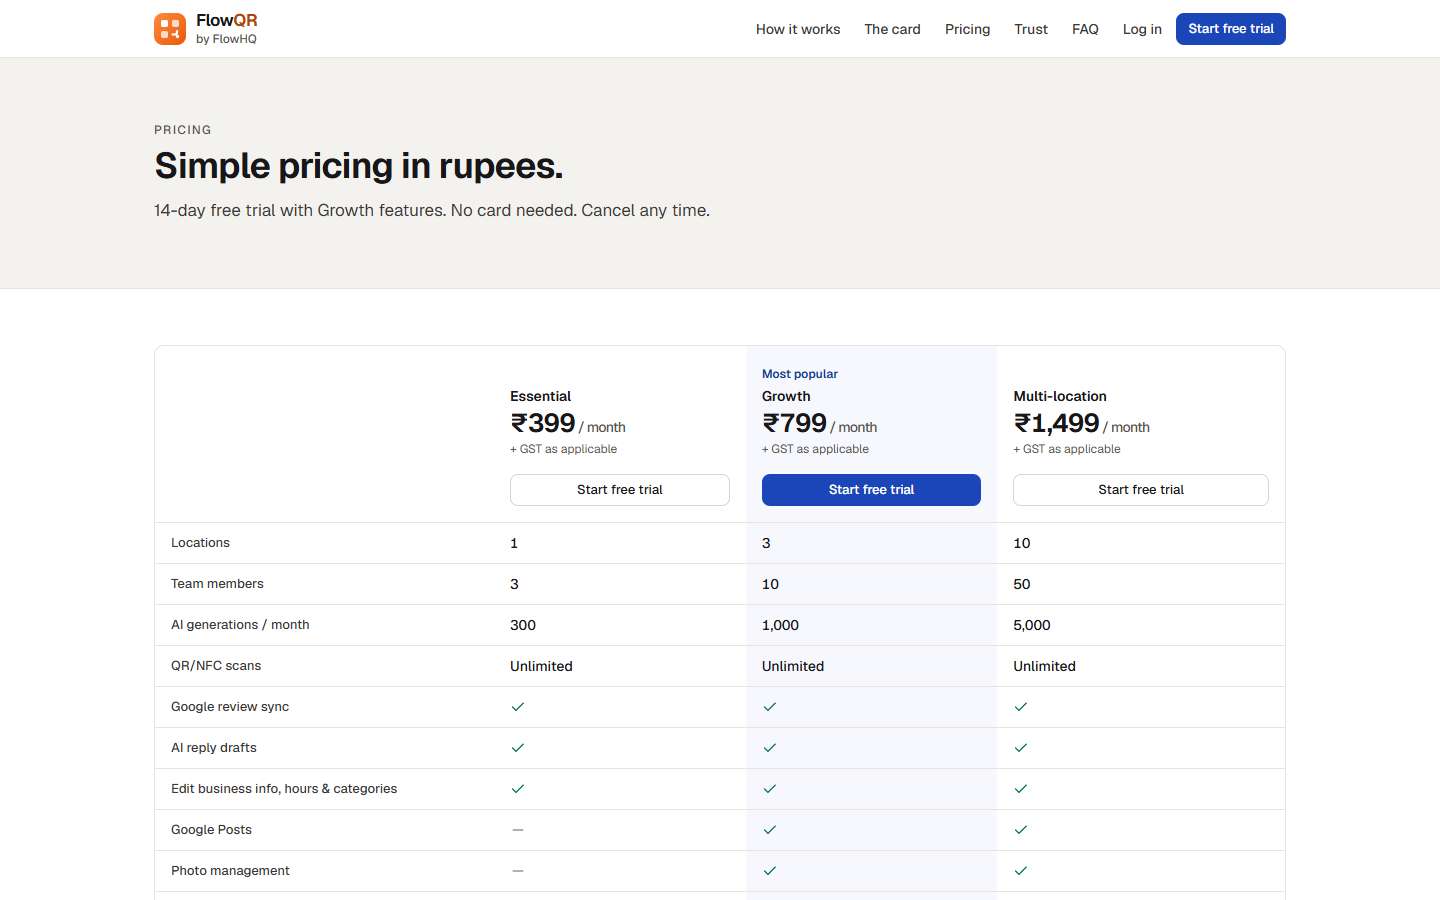 FlowQR
by FlowHQ
How it works The card Pricing Trust FAQ Log in Start free trial
PRICING
Simple pricing in rupees.
14-day free trial with Growth features. No card needed. Cancel any time.
Most popular
Essential Growth Multi-location
₹399 / month ₹799 / month ₹1,499 / month
+ GST as applicable + GST as applicable + GST as applicable
Start free trial Start free trial Start free trial
Locations 1 3 10
Team members 3 10 50
AI generations / month 300 1,000 5,000
QR/NFC scans Unlimited Unlimited Unlimited
Google review sync ✓ ✓ ✓
AI reply drafts ✓ ✓ ✓
Edit business info, hours & categories ✓ ✓ ✓
Google Posts — ✓ ✓
Photo management — ✓ ✓